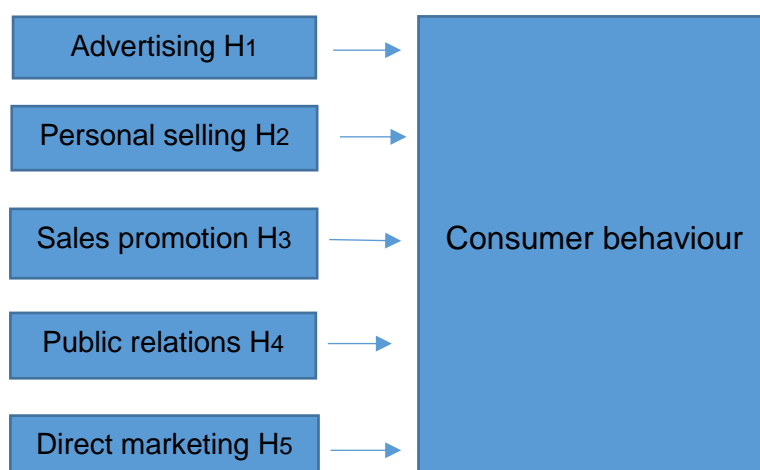 Advertising H1
Personal selling H2
Sales promotion H3
Consumer behaviour
Public relations H4
Direct marketing H5